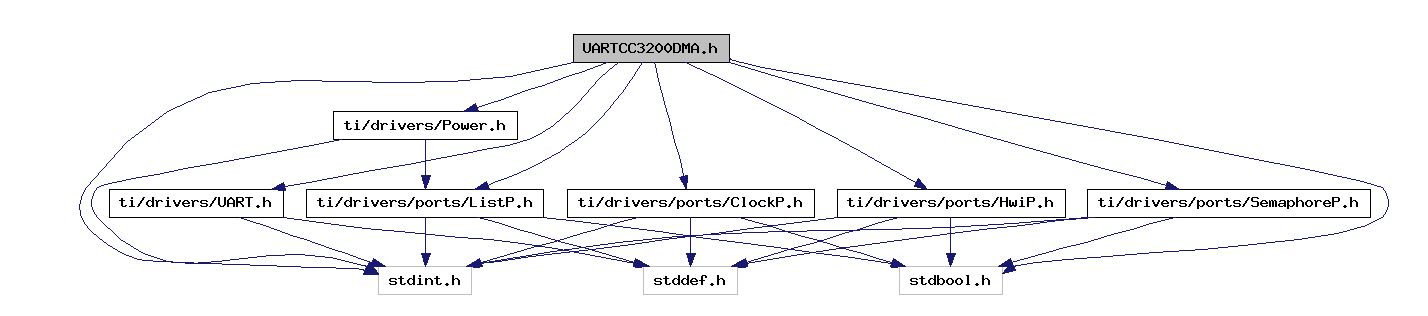 UARTCC3200DMA.h
ti/drivers/Power.h
ti/drivers/UART.h
ti/drivers/ports/ListP.h
ti/drivers/ports/ClockP.h
ti/drivers/ports/HwiP.h
ti/drivers/ports/SemaphoreP.h
stdint.h
stddef.h
stdbool.h